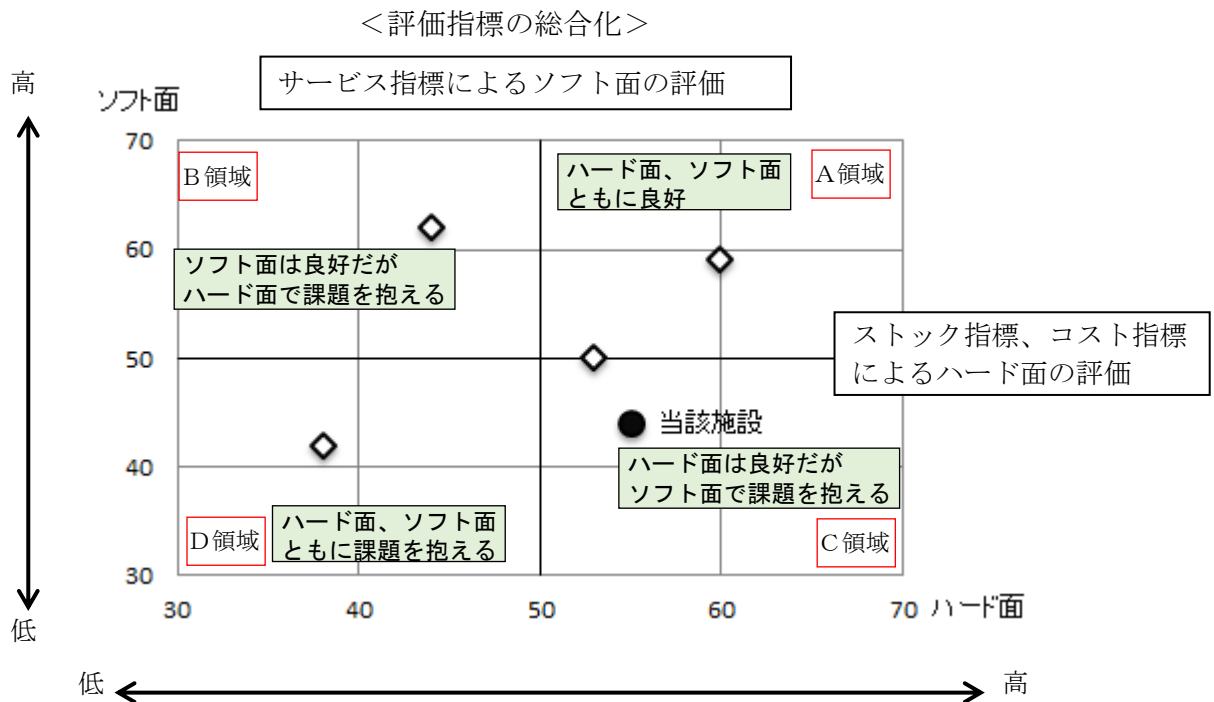 ＜評価指標の総合化＞
高
サービス指標によるソフト面の評価
ソフト面
70
B領域
ハード面、ソフト面
ともに良好
A領域
60
ソフト面は良好だが
ハード面で課題を抱える
ストック指標、コスト指標
によるハード面の評価
50
当該施設
40
ハード面は良好だが
ソフト面で課題を抱える
D領域
ハード面、ソフト面
ともに課題を抱える
C領域
30
30 40 50 60 70 ハード面
低
低 高